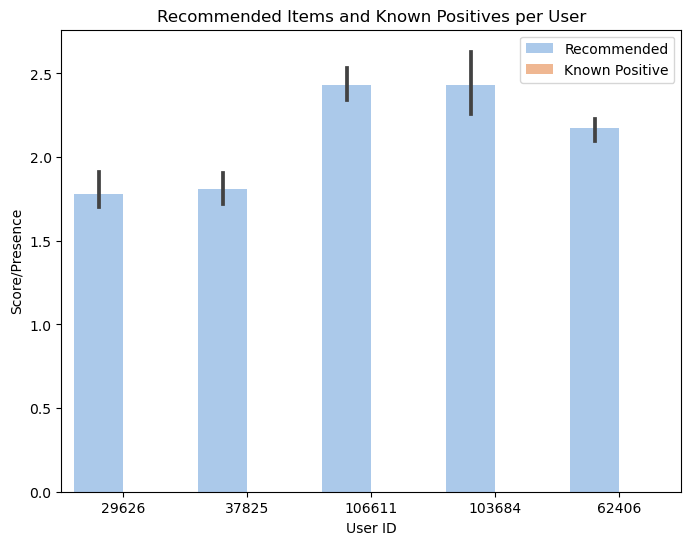 Recommended Items and Known Positives per User
Recommended
Known Positive
Score/Presence
2.5
2.0
1.5
1.0
0.5
0.0
29626 37825 106611 103684 62406
User ID